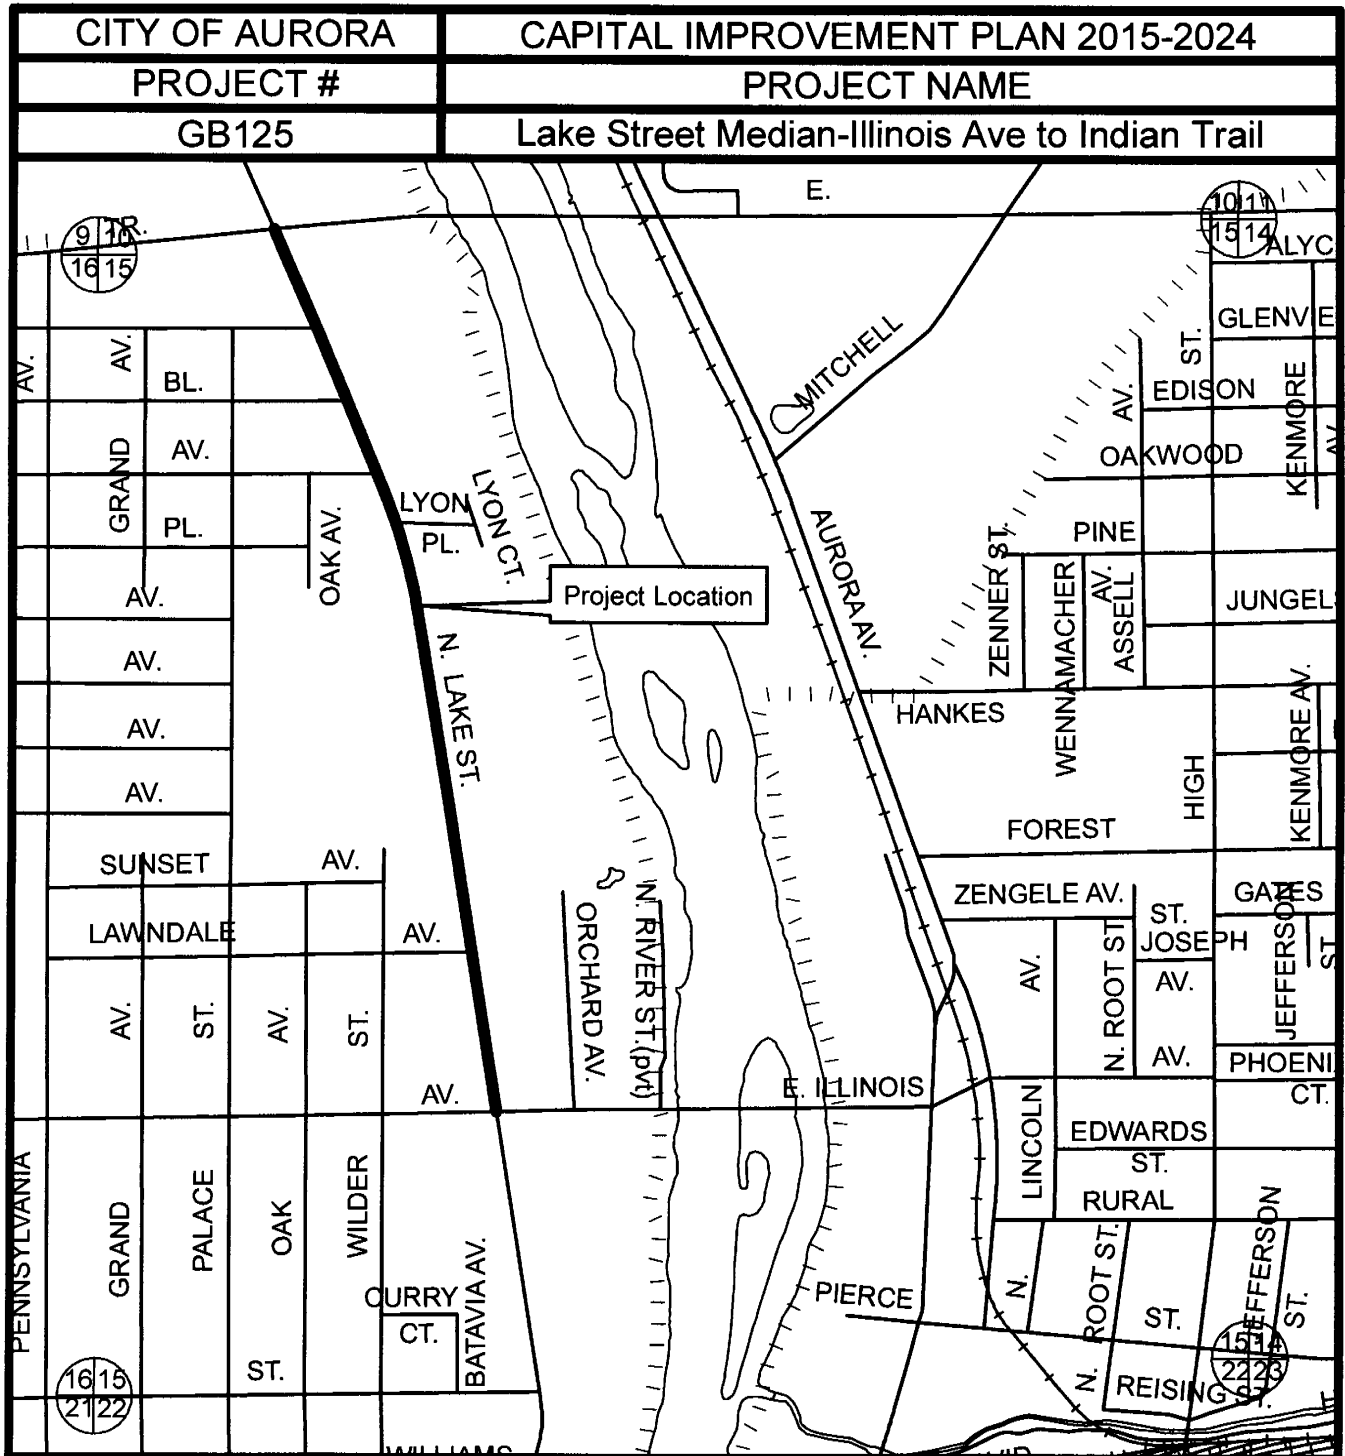 CITY OF AURORA
CAPITAL IMPROVEMENT PLAN 2015-2024
PROJECT #
PROJECT NAME
GB125
Lake Street Median-Illinois Ave to Indian Trail
E.
TR.
9 10
16 15
10 11
15 14
ALYC
GLENVIE
AV.
AV.
BL.
MITCHELL
ST.
EDISON
AV.
KENMORE
AV.
GRAND
AV.
OAKWOOD
PL.
OAK AV.
LYON
PL.
LYON CT.
AURORA AV.
PINE
ZENNER ST.
WENNAMACHER
AV.
ASSELL
JUNGEL
Project Location
AV.
AV.
AV.
AV.
N. LAKE ST.
HANKES
KENMORE AV.
HIGH
FOREST
SUNSET
AV.
LAWNDALE
AV.
ORCHARD AV.
N. RIVER ST. (pvt)
ZENGELE AV.
GATES
ST.
JOSEPH
AV.
N. ROOT ST.
AV.
AV.
JEFFERSON
ST.
AV.
ST.
AV.
ST.
AV.
E. ILLINOIS
PHOENI
CT.
LINCOLN
EDWARDS
ST.
RURAL
PENNSYLVANIA
GRAND
PALACE
OAK
WILDER
BATAVIA AV.
CURRY
CT.
ST.
PIERCE
N.
N. ROOT ST.
ST.
JEFFERSON
ST.
15 14
22 23
REISING ST.
16 15
21 22
WILLIAMS